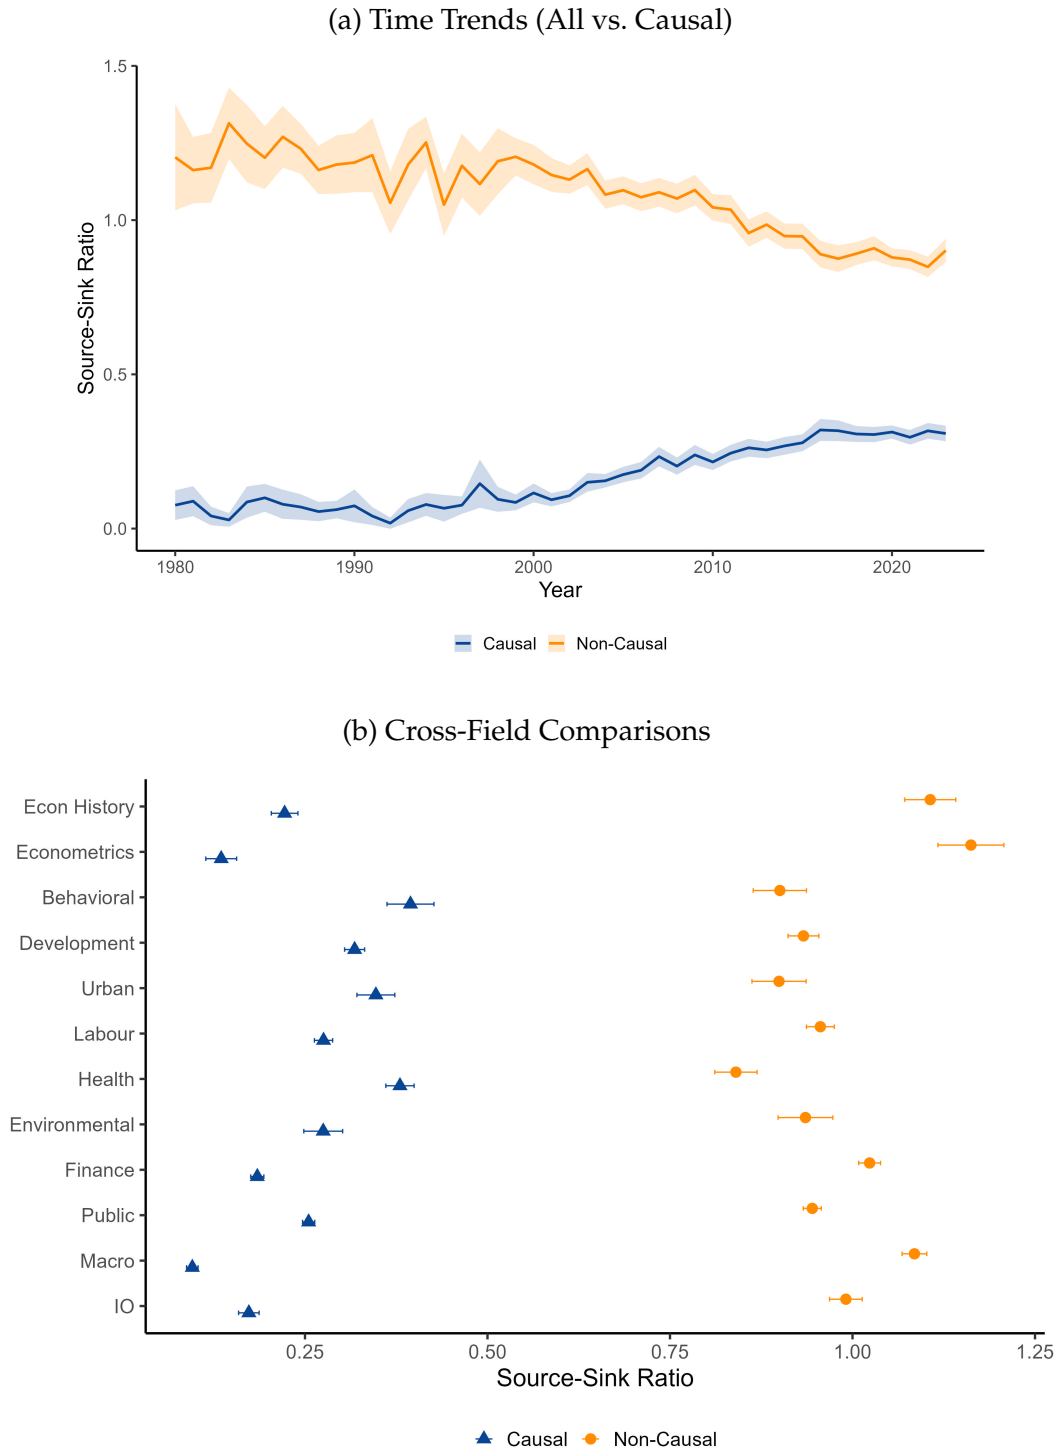 (a) Time Trends (All vs. Causal)
1.5
1.0
0.5
0.0
Source-Sink Ratio
1980 1990 2000 2010 2020
Year
Causal Non-Causal
(b) Cross-Field Comparisons
Econ History
Econometrics
Behavioral
Development
Urban
Labour
Health
Environmental
Finance
Public
Macro
IO
0.25 0.50 0.75 1.00 1.25
Source-Sink Ratio
Causal Non-Causal